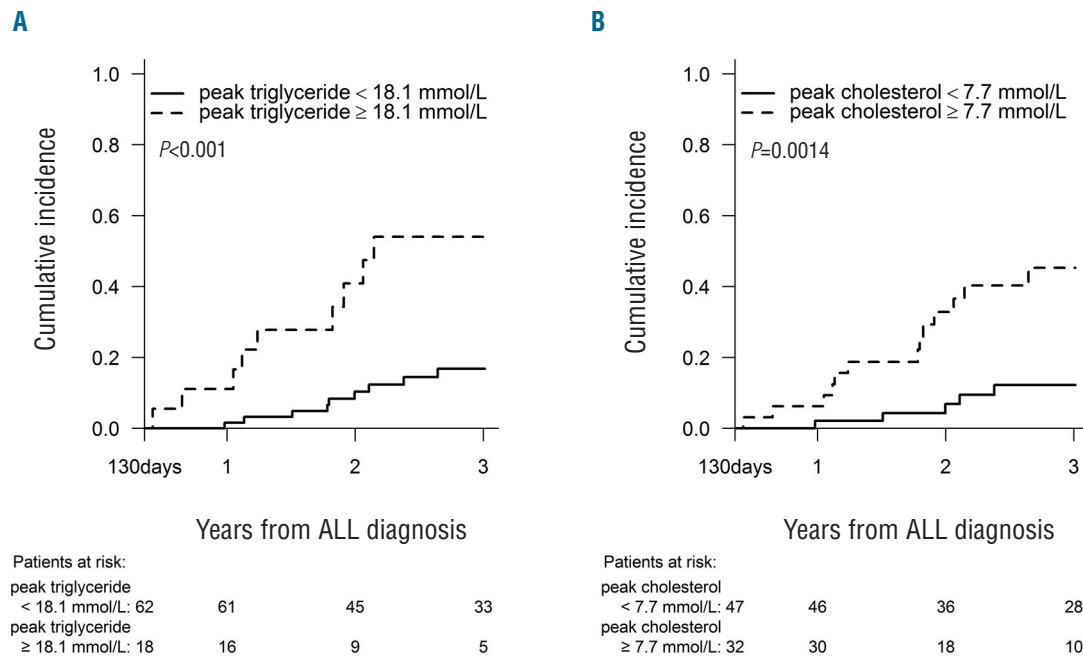 A
1.0
peak triglyceride < 18.1 mmol/L
peak triglyceride ≥ 18.1 mmol/L
0.8
P<0.001
0.6
0.4
0.2
0.0
Cumulative incidence
130days 1 2 3
Years from ALL diagnosis
Patients at risk:
peak triglyceride
< 18.1 mmol/L: 62 61 45 33
peak triglyceride
≥ 18.1 mmol/L: 18 16 9 5
B
1.0
peak cholesterol < 7.7 mmol/L
peak cholesterol ≥ 7.7 mmol/L
0.8
P=0.0014
0.6
0.4
0.2
0.0
Cumulative incidence
130days 1 2 3
Years from ALL diagnosis
Patients at risk:
peak cholesterol
< 7.7 mmol/L: 47 46 36 28
peak cholesterol
≥ 7.7 mmol/L: 32 30 18 10